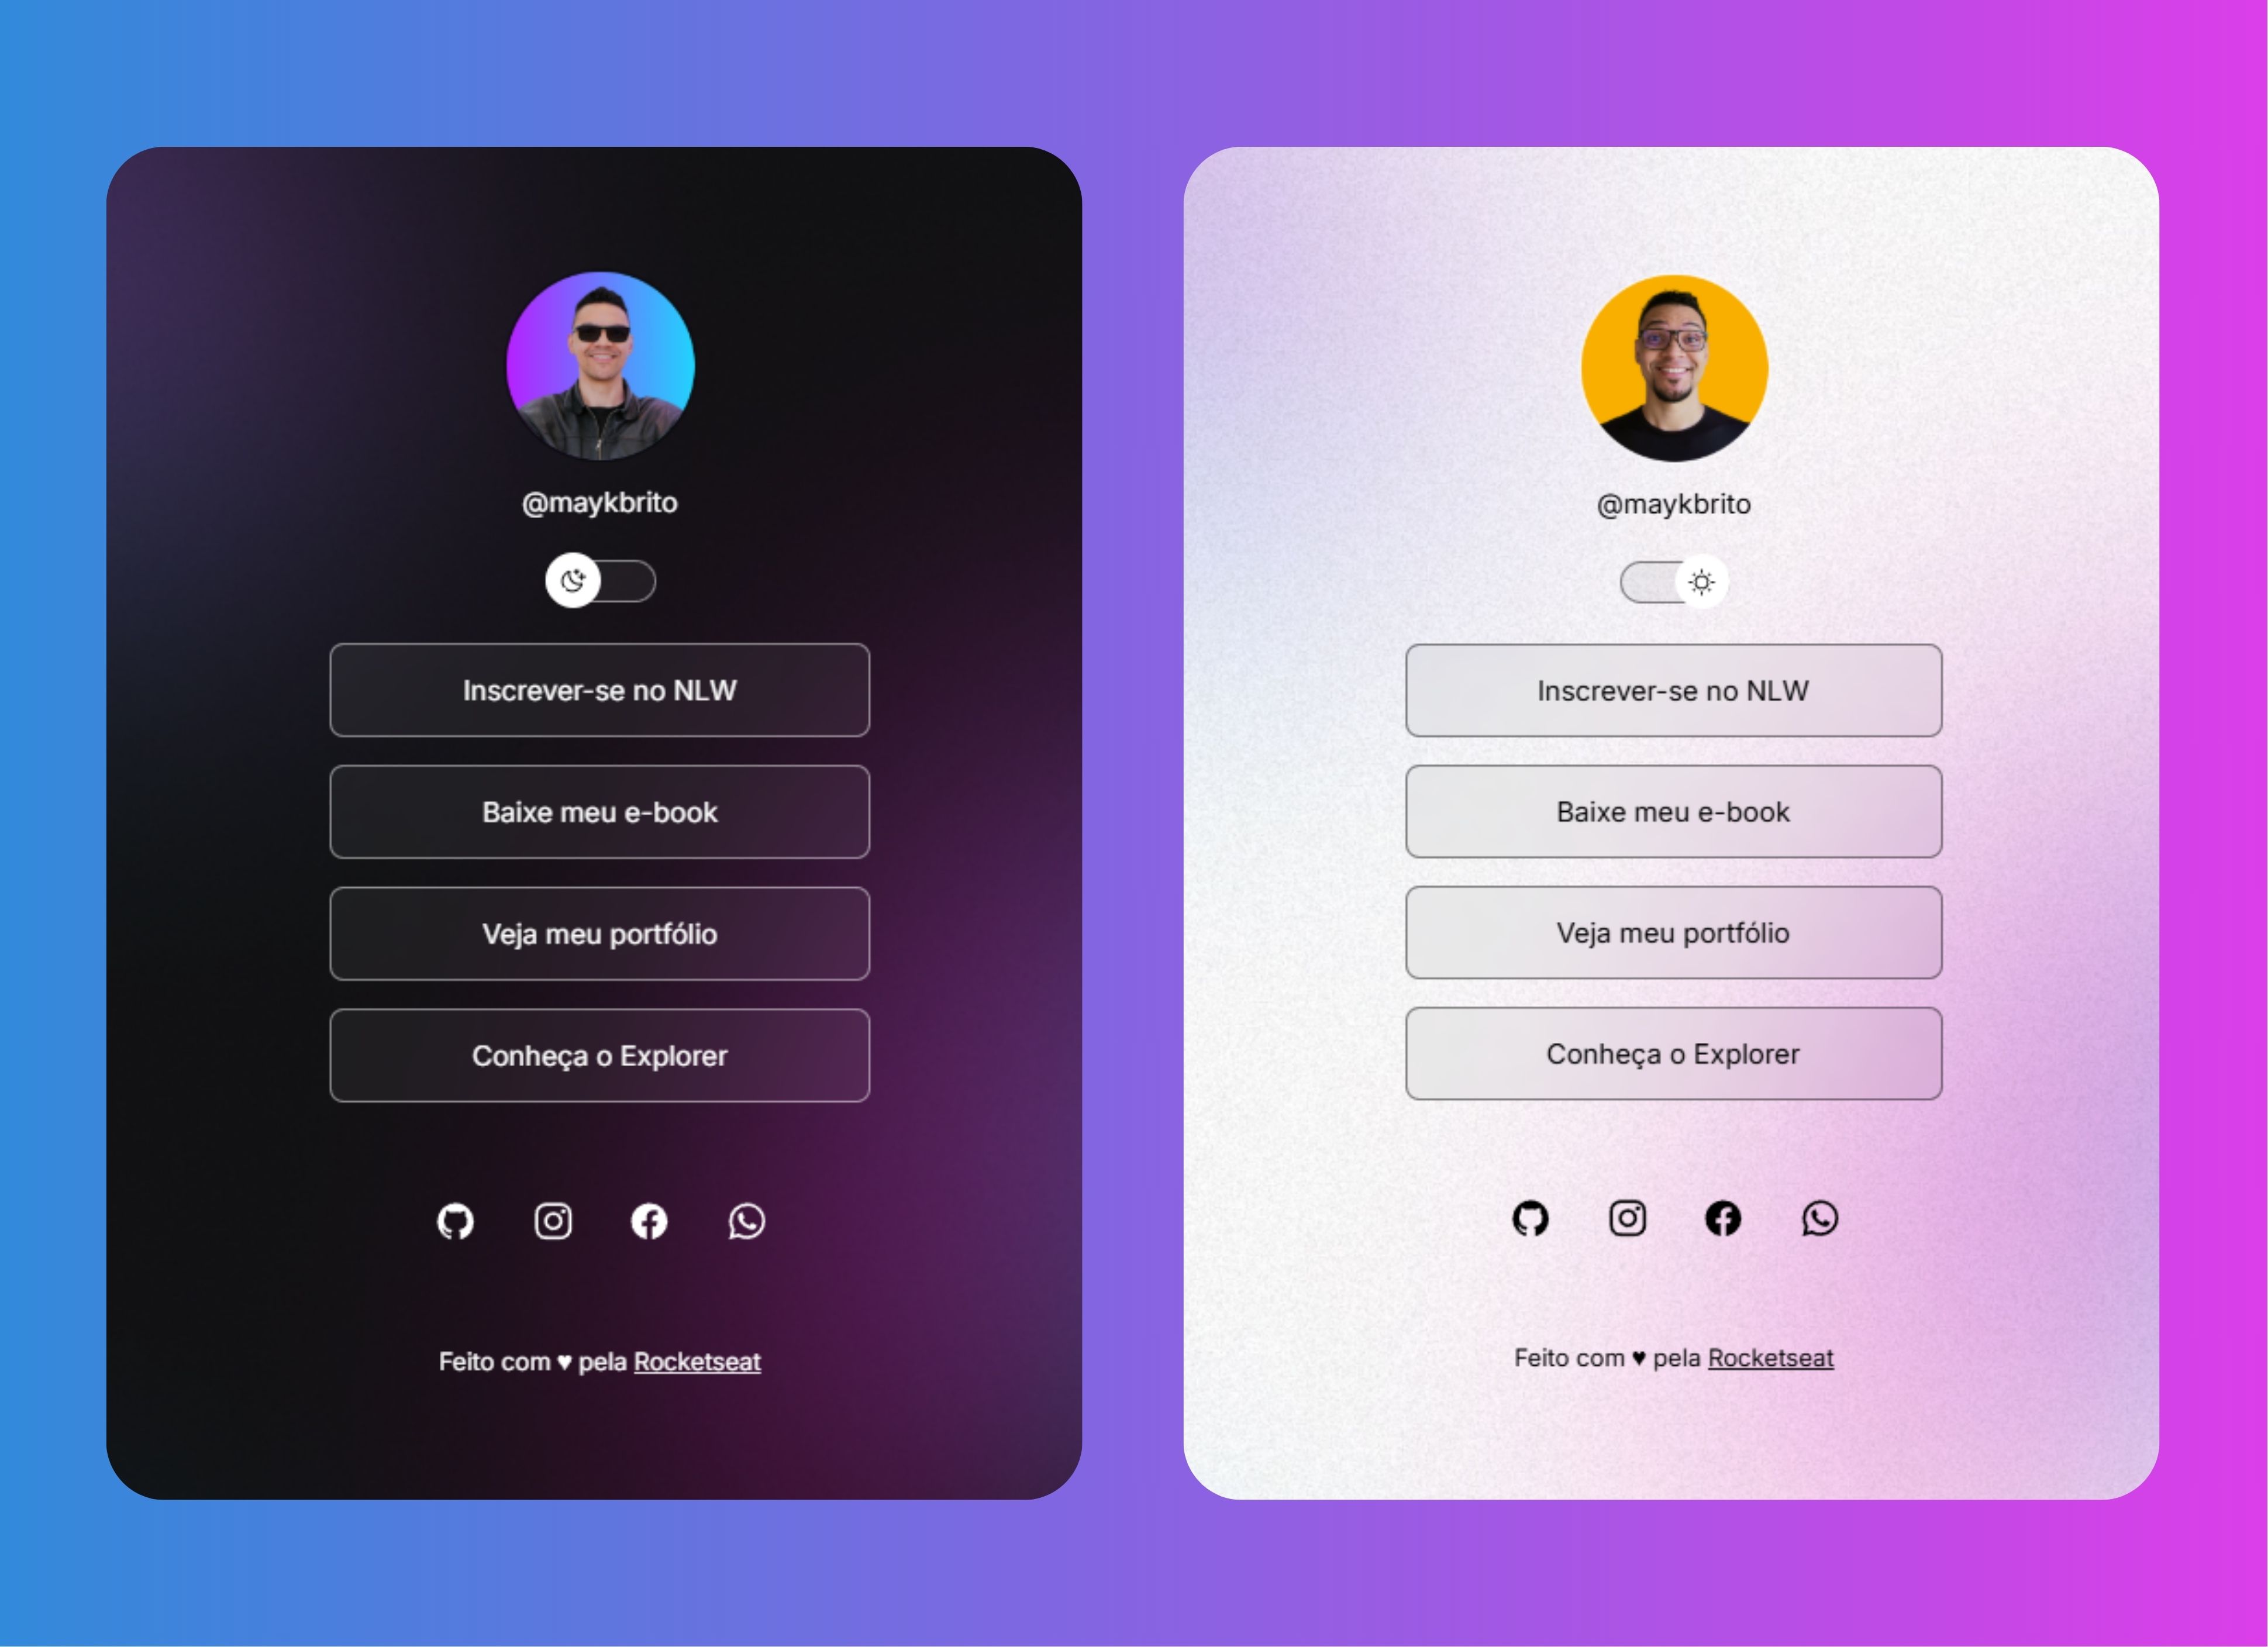 @maykbrito
Inscrever-se no NLW
Baixe meu e-book
Veja meu portfólio
Conheça o Explorer
Feito com ♥ pela Rocketseat
@maykbrito
Inscrever-se no NLW
Baixe meu e-book
Veja meu portfólio
Conheça o Explorer
Feito com ♥ pela Rocketseat